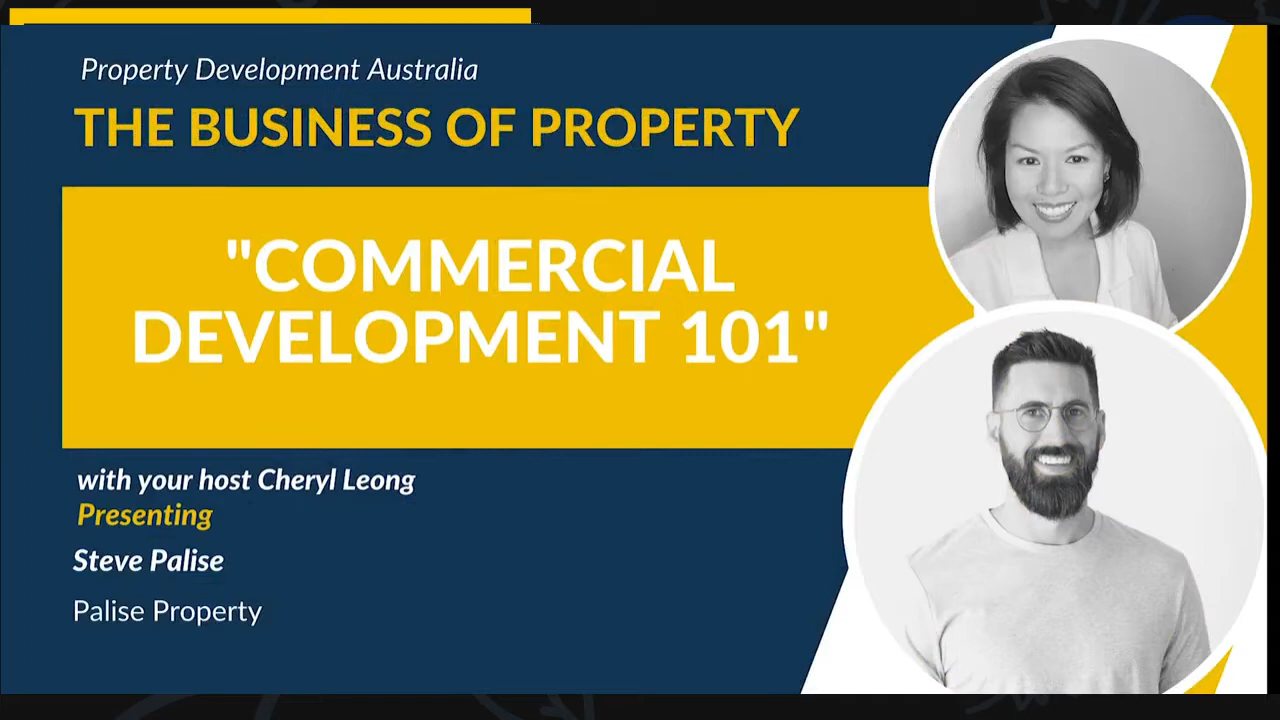 Property Development Australia
THE BUSINESS OF PROPERTY
"COMMERCIAL
DEVELOPMENT 101"
with your host Cheryl Leong
Presenting
Steve Palise
Palise Property